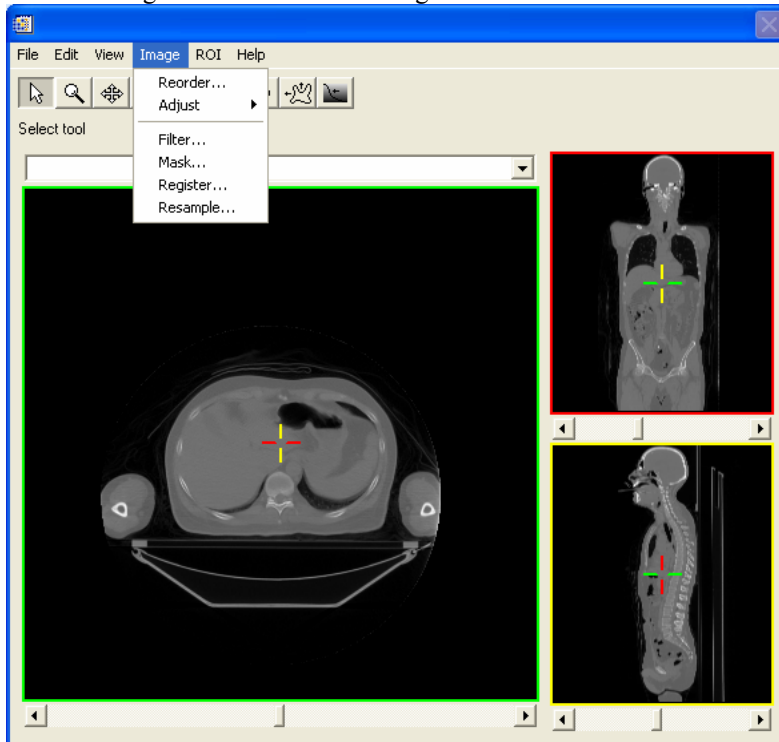 File Edit View Image ROI Help
Reorder...
Adjust
Select tool
Filter...
Mask...
Register...
Resample...